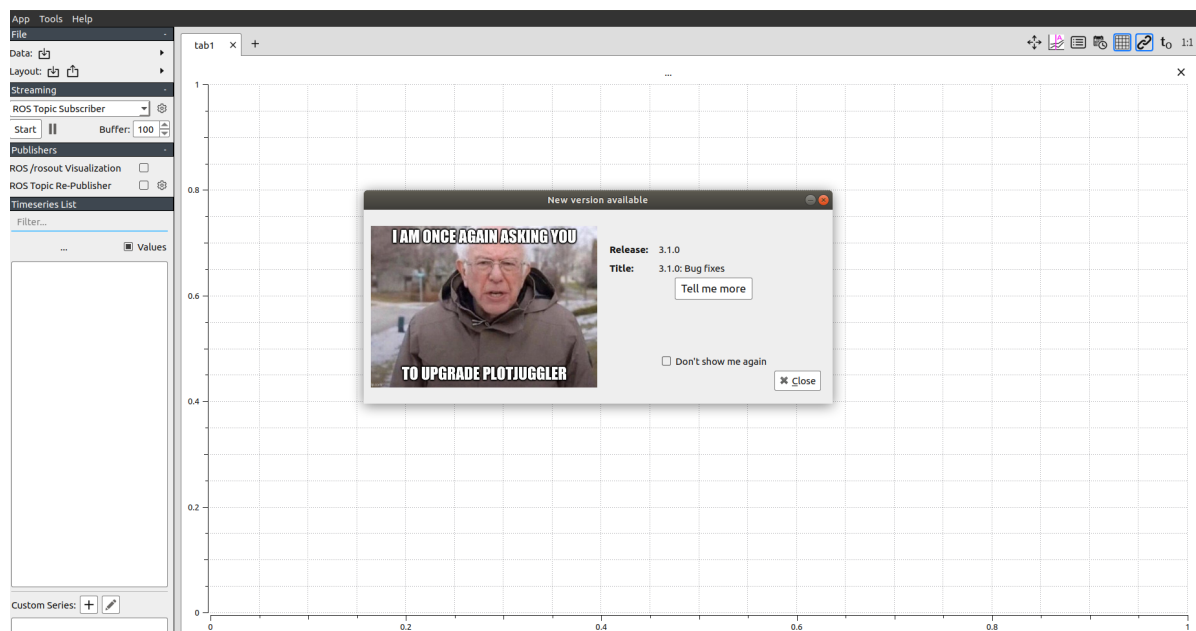 App Tools Help
File -
Data:
Layout:
Streaming -
ROS Topic Subscriber
Start Buffer: 100
Publishers -
ROS /rosout Visualization
ROS Topic Re-Publisher
Timeseries List
Filter...
... Values
Custom Series:
tab1 × +
t0 1:1
...
1
0.8
0.6
0.4
0.2
0
0 0.2 0.4 0.6 0.8 1
New version available
I AM ONCE AGAIN ASKING YOU
TO UPGRADE PLOTJUGGLER
Release: 3.1.0
Title: 3.1.0: Bug fixes
Tell me more
Don't show me again
Close